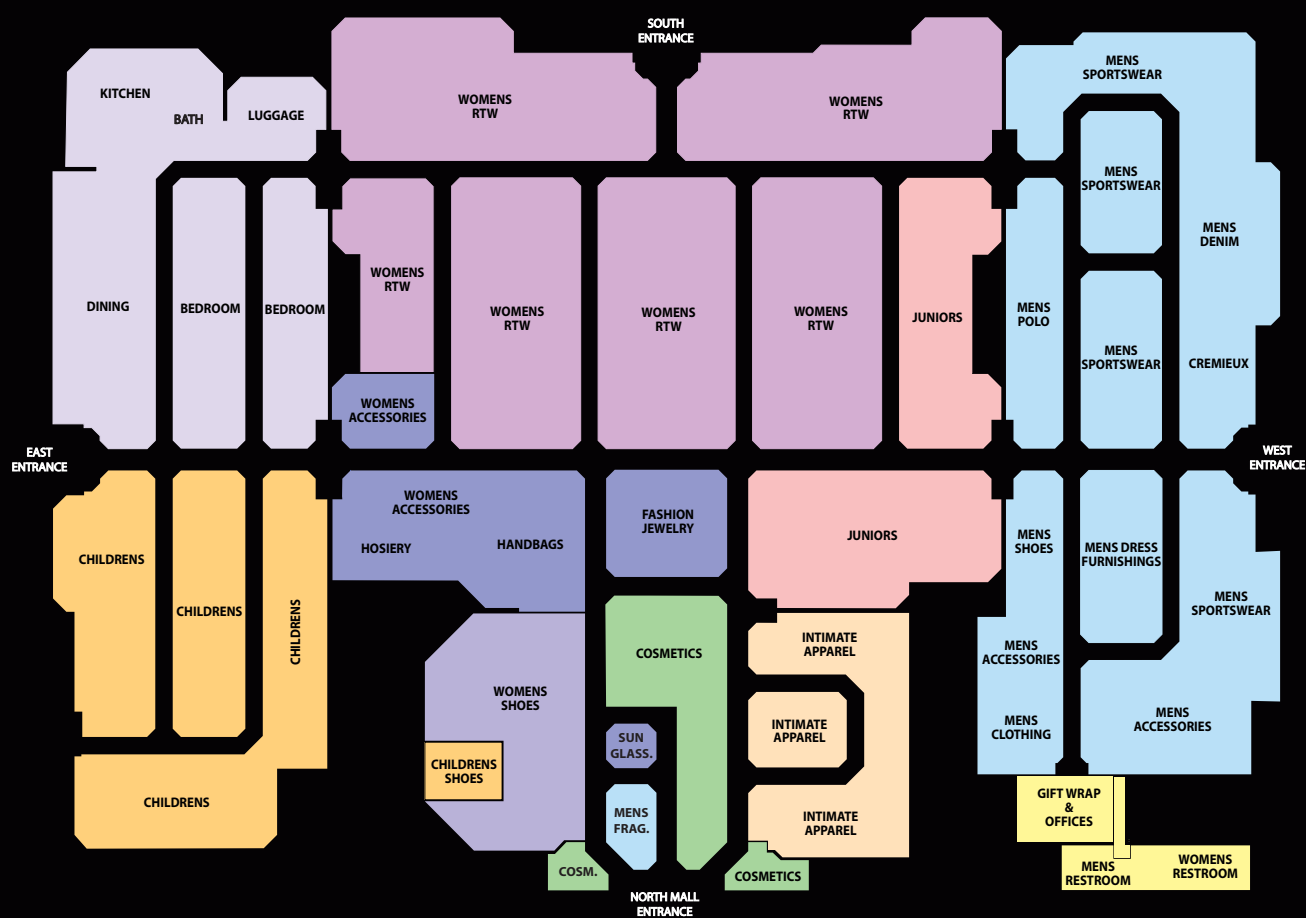 SOUTH
ENTRANCE
KITCHEN
BATH
LUGGAGE
WOMENS
RTW
WOMENS
RTW
MENS
SPORTSWEAR
MENS
SPORTSWEAR
MENS
DENIM
DINING
BEDROOM
BEDROOM
WOMENS
RTW
WOMENS
RTW
WOMENS
RTW
WOMENS
RTW
JUNIORS
MENS
POLO
MENS
SPORTSWEAR
CREMIEUX
WOMENS
ACCESSORIES
EAST
ENTRANCE
WEST
ENTRANCE
CHILDRENS
CHILDRENS
CHILDRENS
WOMENS
ACCESSORIES
HOSIERY
HANDBAGS
FASHION
JEWELRY
JUNIORS
MENS
SHOES
MENS DRESS
FURNISHINGS
MENS
SPORTSWEAR
COSMETICS
INTIMATE
APPAREL
MENS
ACCESSORIES
WOMENS
SHOES
INTIMATE
APPAREL
MENS
CLOTHING
MENS
ACCESSORIES
SUN
GLASS.
CHILDRENS
SHOES
CHILDRENS
MENS
FRAG.
INTIMATE
APPAREL
GIFT WRAP
&
OFFICES
COSM.
COSMETICS
MENS
RESTROOM
WOMENS
RESTROOM
NORTH MALL
ENTRANCE